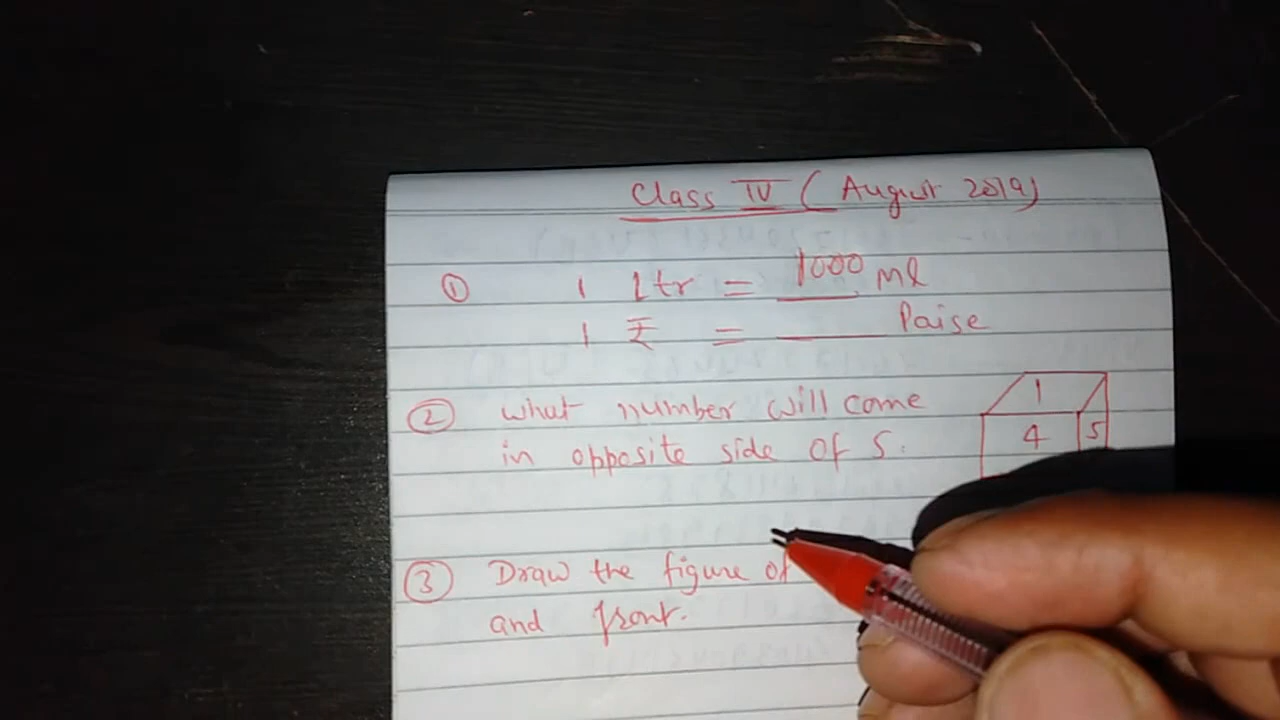 Class IV (August 2019)
① 1 Ltr = 1000 Ml
1 ₹ = ____ Paise
② what number will come
in opposite side of 5.
1
4 5
③ Draw the figure of
and front.